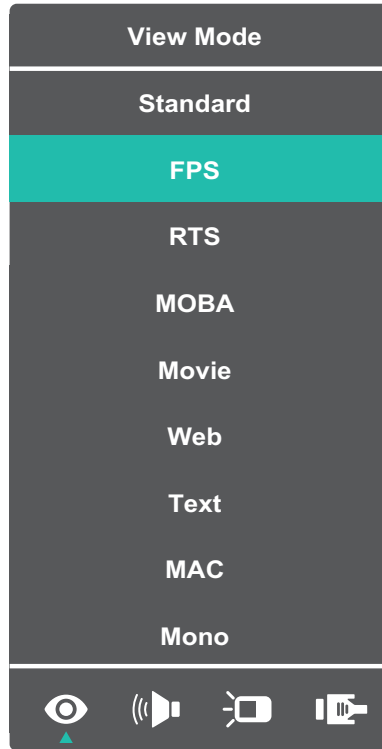 View Mode
Standard
FPS
RTS
MOBA
Movie
Web
Text
MAC
Mono